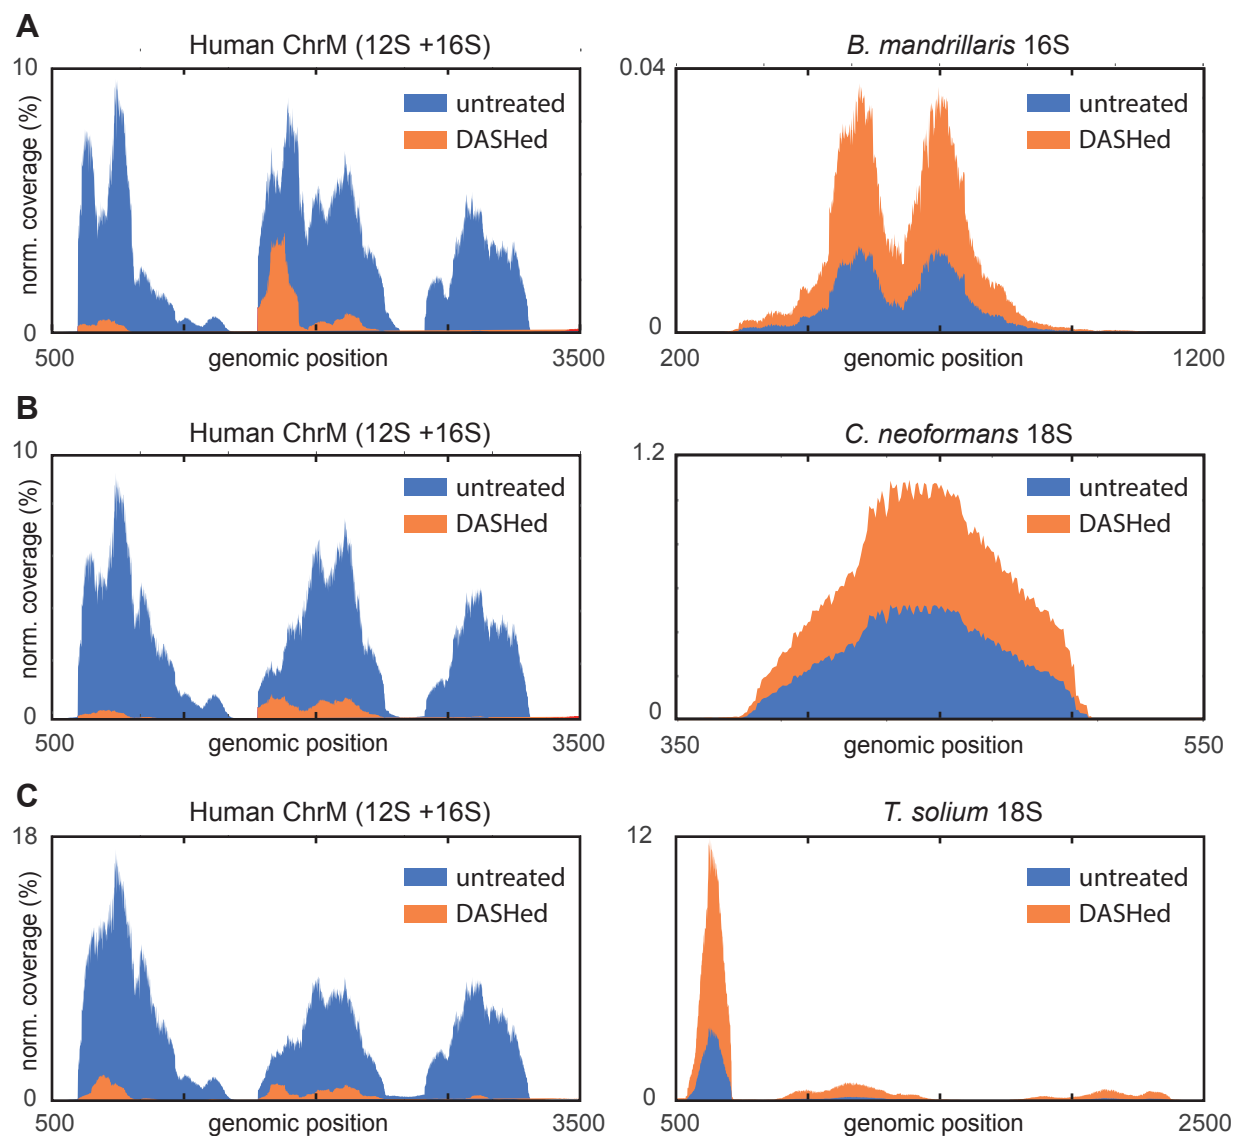 A
Human ChrM (12S +16S)
B. mandrillaris 16S
10
norm. coverage (%)
0
untreated
DASHed
500
genomic position
3500
0.04
0
untreated
DASHed
200
genomic position
1200
B
Human ChrM (12S +16S)
C. neoformans 18S
10
norm. coverage (%)
0
untreated
DASHed
500
genomic position
3500
1.2
0
untreated
DASHed
350
genomic position
550
C
Human ChrM (12S +16S)
T. solium 18S
18
norm. coverage (%)
0
untreated
DASHed
500
genomic position
3500
12
0
untreated
DASHed
500
genomic position
2500